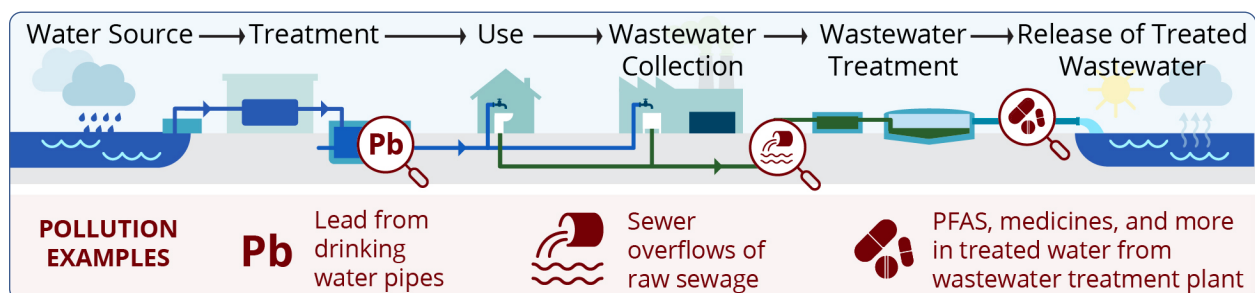 Water Source
Treatment
Use
Wastewater
Collection
Wastewater
Treatment
Release of Treated
Wastewater
Pb
POLLUTION
EXAMPLES
Pb
Lead from
drinking
water pipes
Sewer
overflows of
raw sewage
PFAS, medicines, and more
in treated water from
wastewater treatment plant